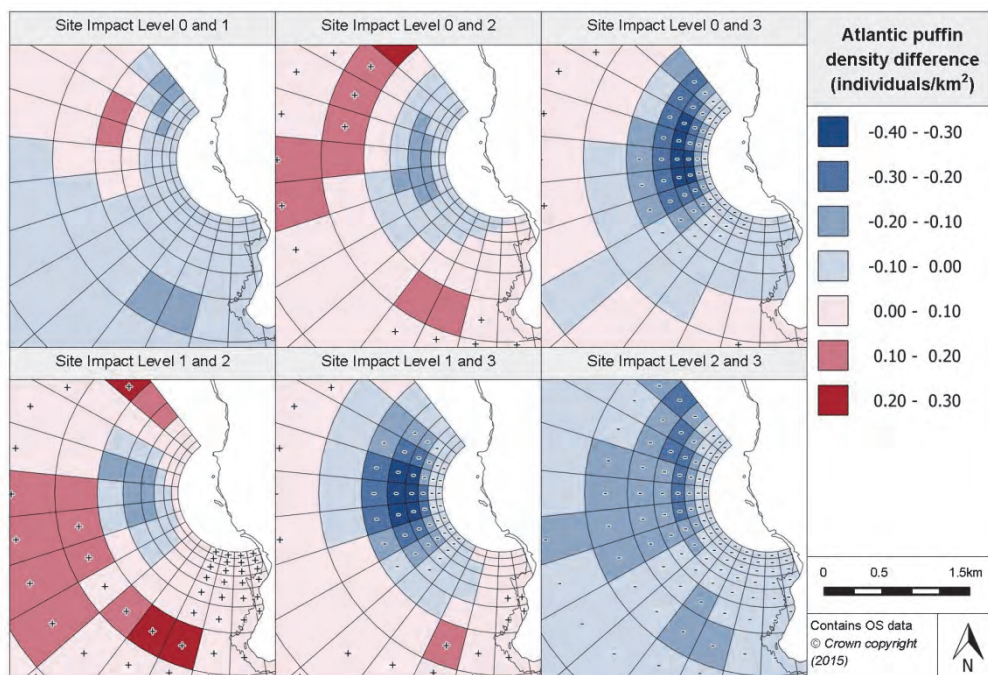 Site Impact Level 0 and 1
Site Impact Level 0 and 2
Site Impact Level 0 and 3
Site Impact Level 1 and 2
Site Impact Level 1 and 3
Site Impact Level 2 and 3
Atlantic puffin
density difference
(individuals/km²)
-0.40 - -0.30
-0.30 - -0.20
-0.20 - -0.10
-0.10 - 0.00
0.00 - 0.10
0.10 - 0.20
0.20 - 0.30
0 0.5 1.5km
Contains OS data
© Crown copyright
(2015)
N